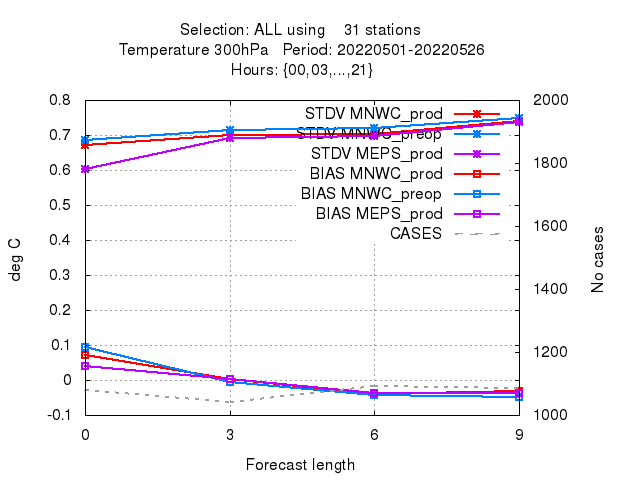 Selection: ALL using    31 stations
Temperature 300hPa   Period: 20220501-20220526
Hours: {00,03,...,21}
0.8
0.7
0.6
0.5
0.4
0.3
0.2
0.1
0
-0.1
2000
1800
1600
1400
1200
1000
0
3
6
9
deg C
No cases
Forecast length
STDV MNWC_prod
STDV MNWC_preop
STDV MEPS_prod
BIAS MNWC_prod
BIAS MNWC_preop
BIAS MEPS_prod
CASES